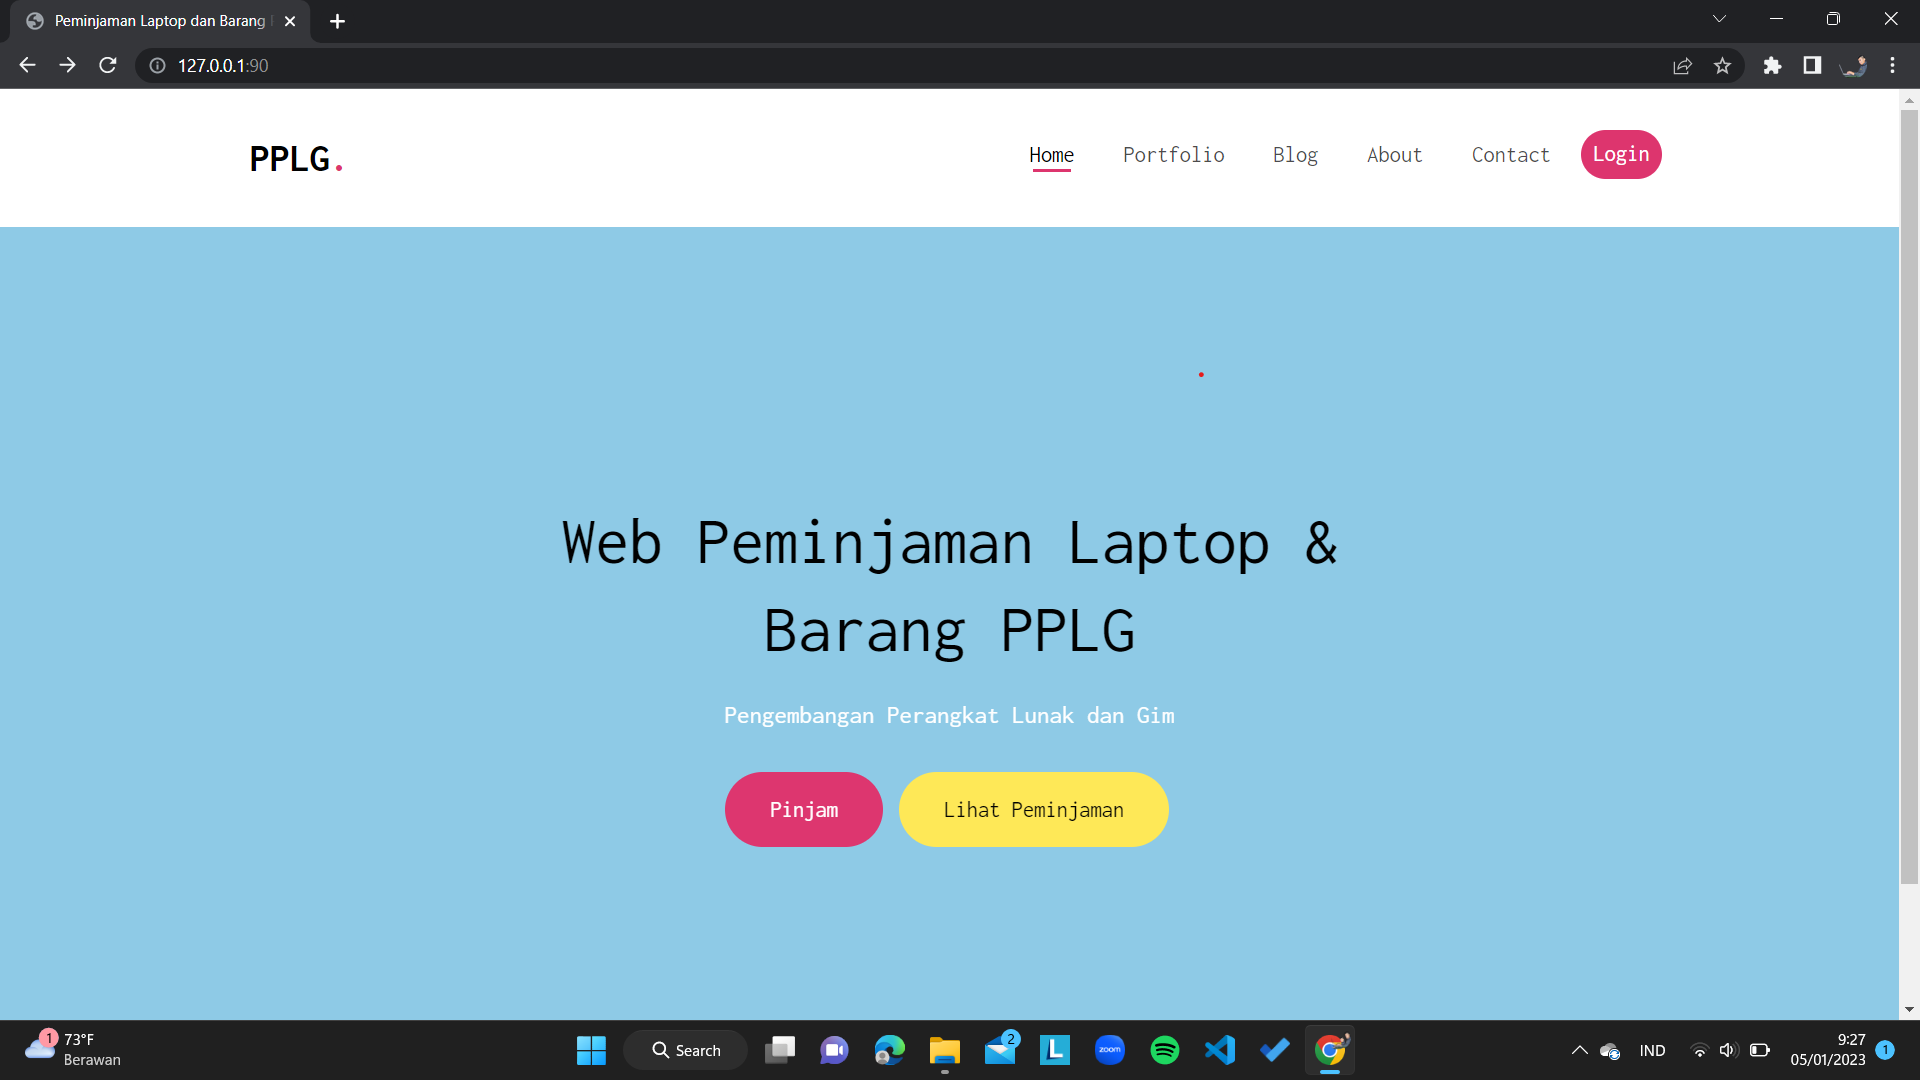 Peminjaman Laptop dan Barang
127.0.0.1:90
PPLG.
Home Portfolio Blog About Contact Login
Web Peminjaman Laptop &
Barang PPLG
Pengembangan Perangkat Lunak dan Gim
Pinjam Lihat Peminjaman
1 73°F
Berawan
Search
2
L
zoom
IND
9:27
05/01/2023
1